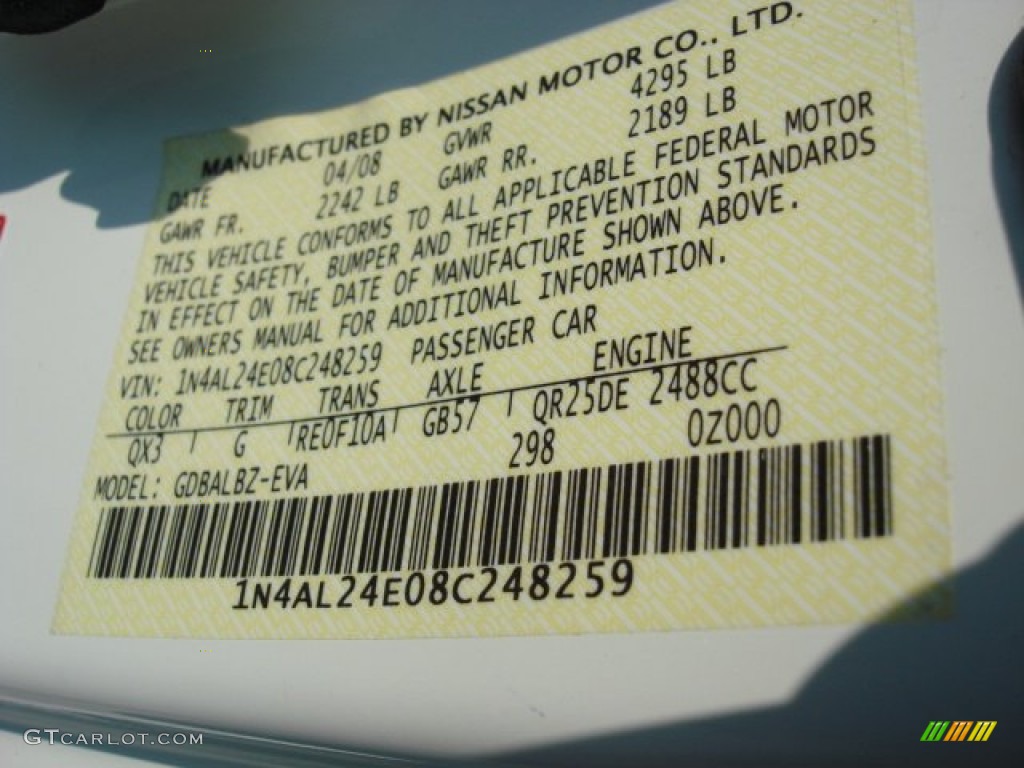 MANUFACTURED BY NISSAN MOTOR CO., LTD.
DATE 04/08 GVWR 4295 LB
GAWR FR. 2242 LB GAWR RR. 2189 LB
THIS VEHICLE CONFORMS TO ALL APPLICABLE FEDERAL MOTOR
VEHICLE SAFETY, BUMPER AND THEFT PREVENTION STANDARDS
IN EFFECT ON THE DATE OF MANUFACTURE SHOWN ABOVE.
SEE OWNERS MANUAL FOR ADDITIONAL INFORMATION.
VIN: 1N4AL24E08C248259 PASSENGER CAR
COLOR TRIM TRANS AXLE ENGINE
QX3 G RE0F10A GB57 QR25DE 2488CC
298 0Z000
MODEL: GDBALBZ-EVA
1N4AL24E08C248259
GTCARLOT.COM